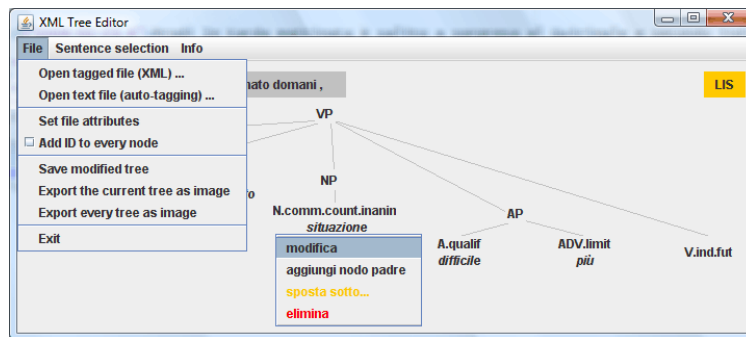 XML Tree Editor
File Sentence selection Info
Open tagged file (XML) ...
Open text file (auto-tagging) ...
Set file attributes
Add ID to every node
Save modified tree
Export the current tree as image
Export every tree as image
Exit
domani ,
LIS
VP
NP
N.comm.count.inanin
situazione
AP
A.qualif
difficile
ADV.limit
più
V.ind.fut
modifica
aggiungi nodo padre
sposta sotto...
elimina